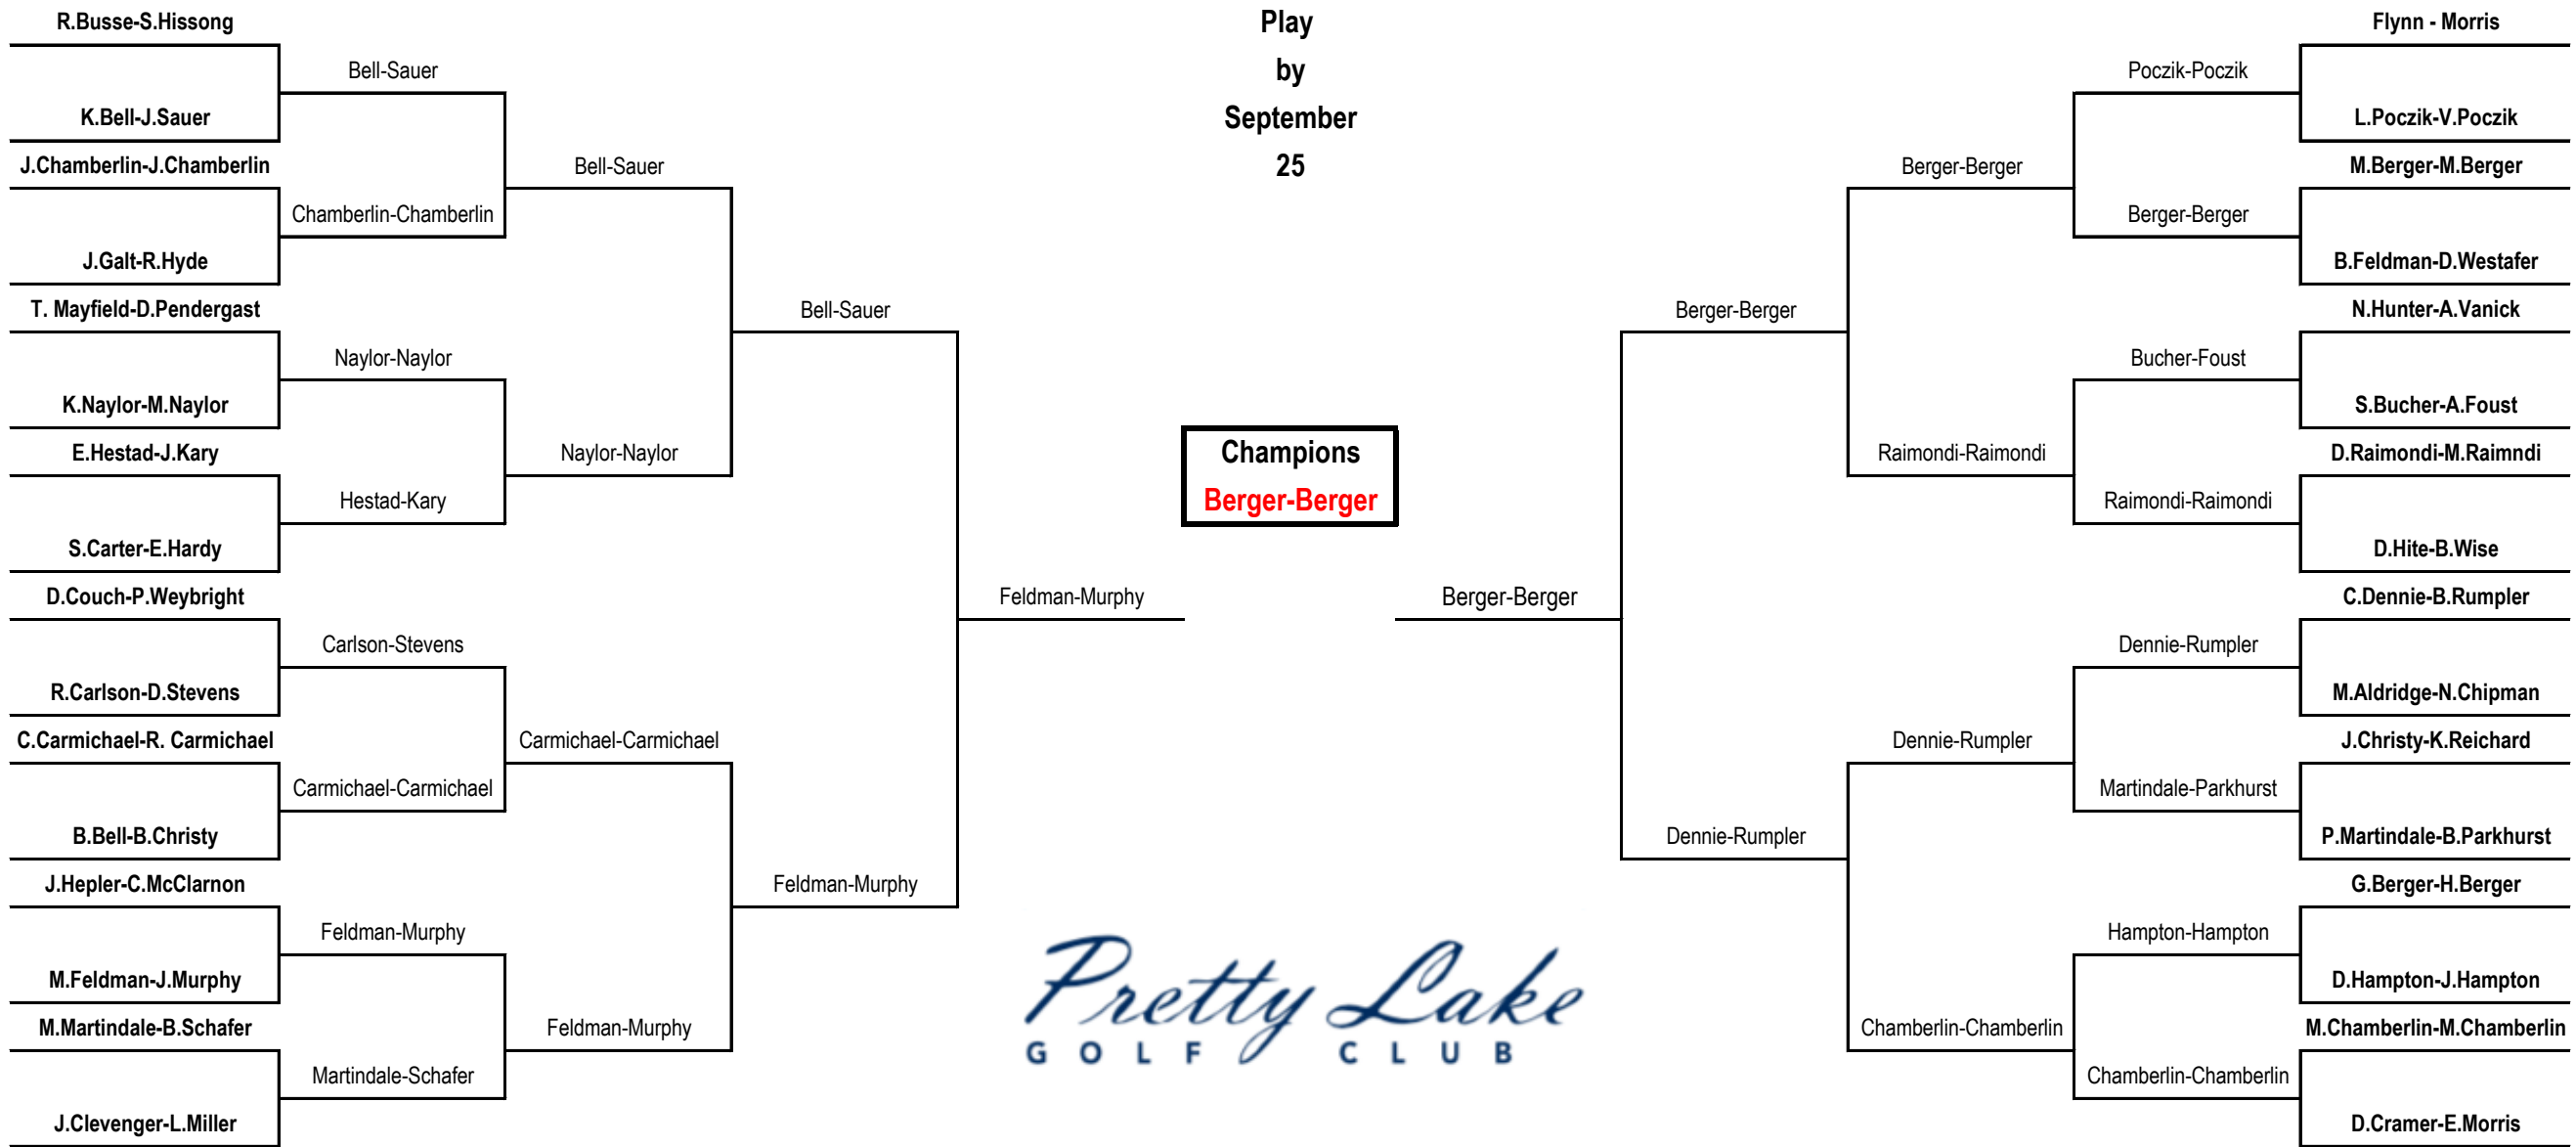 R.Busse-S.Hissong
Bell-Sauer
K.Bell-J.Sauer
J.Chamberlin-J.Chamberlin
Bell-Sauer
Chamberlin-Chamberlin
J.Galt-R.Hyde
T. Mayfield-D.Pendergast
Bell-Sauer
Naylor-Naylor
K.Naylor-M.Naylor
E.Hestad-J.Kary
Naylor-Naylor
Hestad-Kary
S.Carter-E.Hardy
D.Couch-P.Weybright
Feldman-Murphy
Carlson-Stevens
R.Carlson-D.Stevens
C.Carmichael-R. Carmichael
Carmichael-Carmichael
Carmichael-Carmichael
B.Bell-B.Christy
J.Hepler-C.McClarnon
Feldman-Murphy
Feldman-Murphy
M.Feldman-J.Murphy
M.Martindale-B.Schafer
Feldman-Murphy
Martindale-Schafer
J.Clevenger-L.Miller
Play
by
September
25
Champions
Berger-Berger
Pretty Lake
GOLF CLUB
Flynn - Morris
Poczik-Poczik
L.Poczik-V.Poczik
Berger-Berger
M.Berger-M.Berger
Berger-Berger
B.Feldman-D.Westafer
Berger-Berger
N.Hunter-A.Vanick
Bucher-Foust
S.Bucher-A.Foust
Raimondi-Raimondi
D.Raimondi-M.Raimndi
Raimondi-Raimondi
D.Hite-B.Wise
Berger-Berger
C.Dennie-B.Rumpler
Dennie-Rumpler
M.Aldridge-N.Chipman
Dennie-Rumpler
J.Christy-K.Reichard
Martindale-Parkhurst
Dennie-Rumpler
P.Martindale-B.Parkhurst
G.Berger-H.Berger
Hampton-Hampton
D.Hampton-J.Hampton
Chamberlin-Chamberlin
M.Chamberlin-M.Chamberlin
Chamberlin-Chamberlin
D.Cramer-E.Morris